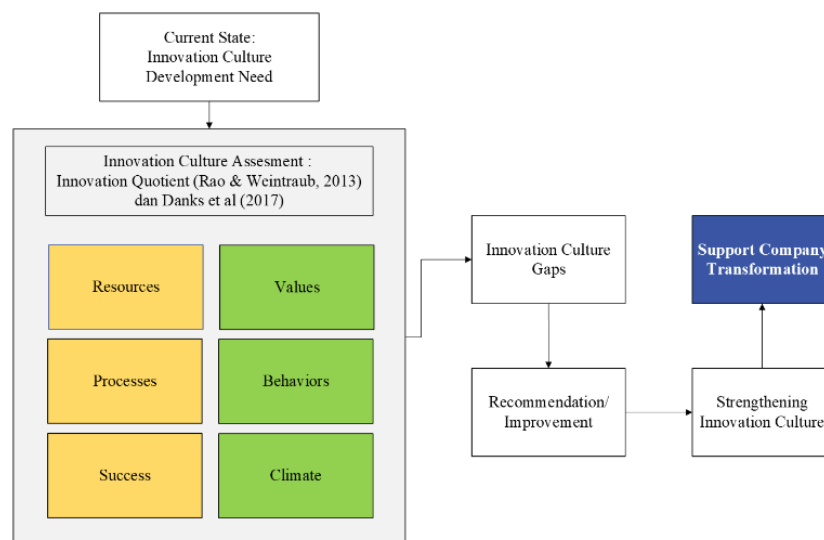 Current State:
Innovation Culture
Development Need
Innovation Culture Assesment :
Innovation Quotient (Rao & Weintraub, 2013)
dan Danks et al (2017)
Resources
Values
Processes
Behaviors
Success
Climate
Innovation Culture
Gaps
Recommendation/
Improvement
Strengthening
Innovation Culture
Support Company
Transformation